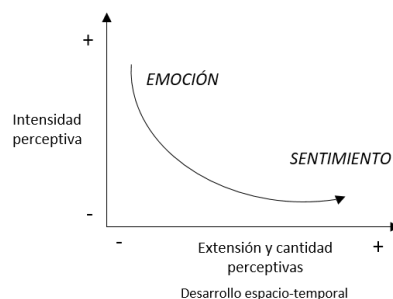 +
EMOCIÓN
Intensidad
perceptiva
SENTIMIENTO
-
-
Extensión y cantidad
perceptivas
+
Desarrollo espacio-temporal